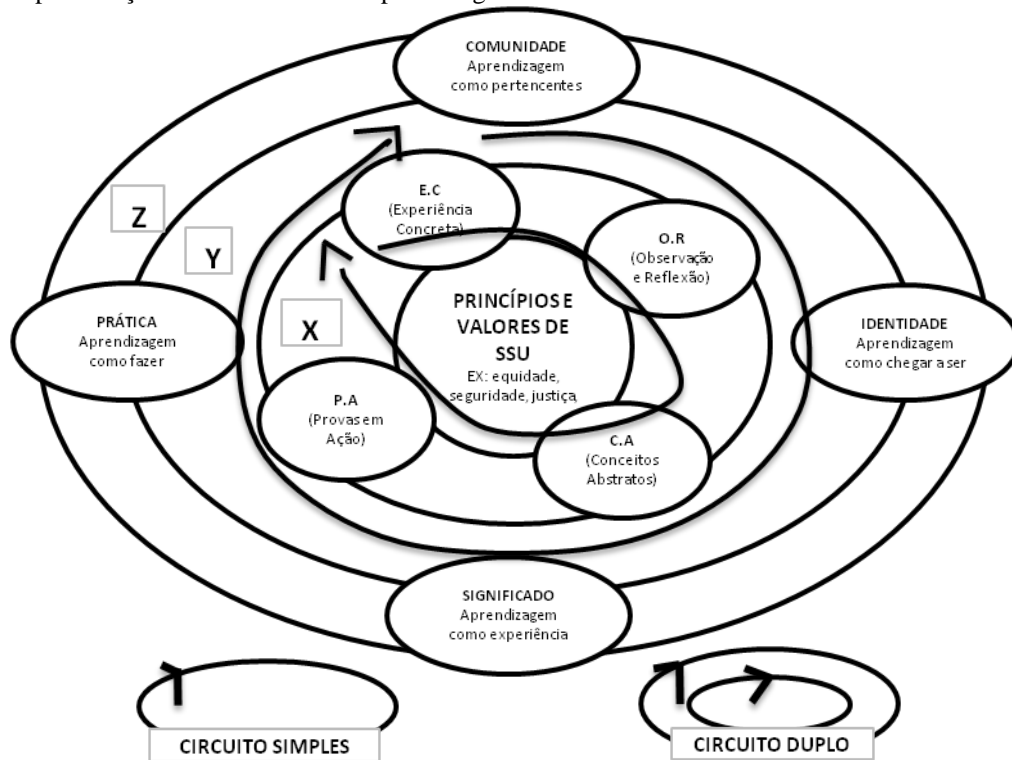 COMUNIDADE
Aprendizagem
como pertencentes
E.C
(Experiência
Concreta)
Z
Y
O.R
(Observação
e Reflexão)
PRINCÍPIOS E
VALORES DE
SSU
EX: equidade,
seguridade, justiça,
X
PRÁTICA
Aprendizagem
como fazer
IDENTIDADE
Aprendizagem
como chegar a ser
P.A
(Provas em
Ação)
C.A
(Conceitos
Abstratos)
SIGNIFICADO
Aprendizagem
como experiência
CIRCUITO SIMPLES
CIRCUITO DUPLO